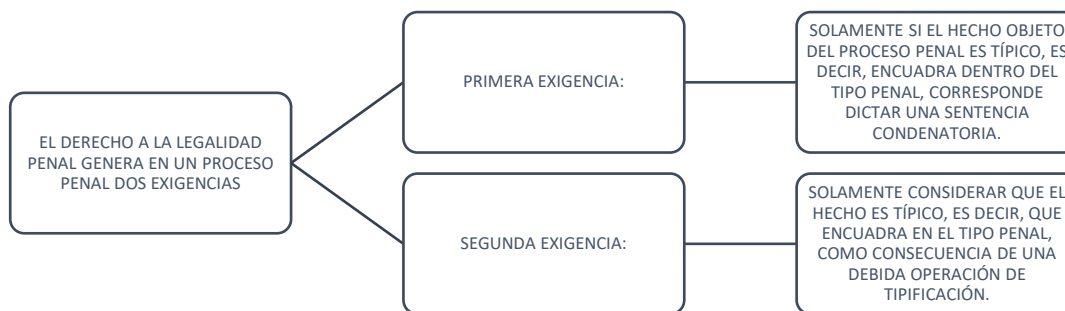 EL DERECHO A LA LEGALIDAD
PENAL GENERA EN UN PROCESO
PENAL DOS EXIGENCIAS
PRIMERA EXIGENCIA:
SOLAMENTE SI EL HECHO OBJETO
DEL PROCESO PENAL ES TÍPICO, ES
DECIR, ENCUADRA DENTRO DEL
TIPO PENAL, CORRESPONDE
DICTAR UNA SENTENCIA
CONDENATORIA.
SEGUNDA EXIGENCIA:
SOLAMENTE CONSIDERAR QUE EL
HECHO ES TÍPICO, ES DECIR, QUE
ENCUADRA EN EL TIPO PENAL,
COMO CONSECUENCIA DE UNA
DEBIDA OPERACIÓN DE
TIPIFICACIÓN.